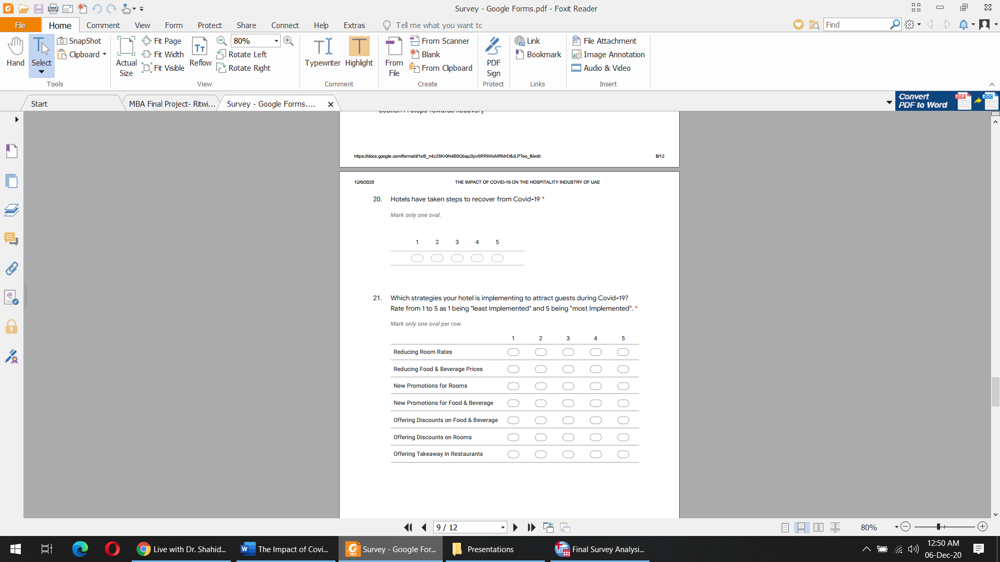 Survey - Google Forms.pdf - Foxit Reader
File
Home
Comment
View
Form
Protect
Share
Connect
Help
Extras
Tell me what you want to
Find
Hand
Select
SnapShot
Clipboard
Tools
Actual
Size
Fit Page
Fit Width
Fit Visible
Reflow
80%
Rotate Left
Rotate Right
View
Typewriter
Highlight
Comment
From
File
From Scanner
Blank
From Clipboard
Create
PDF
Sign
Protect
Link
Bookmark
Links
File Attachment
Image Annotation
Audio & Video
Insert
Start
MBA Final Project- Ritwi...
Survey - Google Forms....
Convert
PDF to Word
PDF
DOC
https://docs.google.com/forms/d/1eB_n4zZ6Kr0N4B0Qbap2Ipv6RRIWoMRMrD8JLPTeo_8/edit
8/12
12/6/2020
THE IMPACT OF COVID-19 ON THE HOSPITALITY INDUSTRY OF UAE
20. Hotels have taken steps to recover from Covid-19 *
Mark only one oval.
1 2 3 4 5
21. Which strategies your hotel is implementing to attract guests during Covid-19?
Rate from 1 to 5 as 1 being "least Implemented" and 5 being "most Implemented". *
Mark only one oval per row.
1 2 3 4 5
Reducing Room Rates
Reducing Food & Beverage Prices
New Promotions for Rooms
New Promotions for Food & Beverage
Offering Discounts on Food & Beverage
Offering Discounts on Rooms
Offering Takeaway in Restaurants
9 / 12
80%
Live with Dr. Shahid...
The Impact of Covi...
Survey - Google For...
Presentations
Final Survey Analysi...
12:50 AM
06-Dec-20